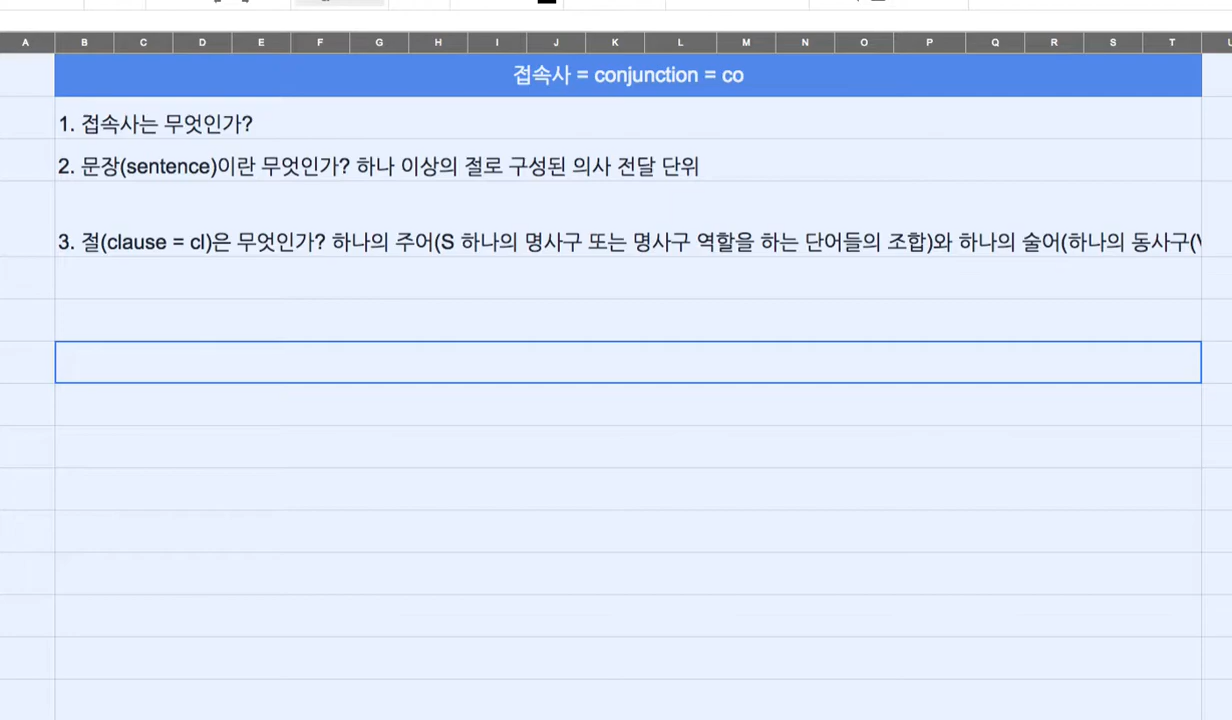 A B C D E F G H I J K L M N O P Q R S T
접속사 = conjunction = co
1. 접속사는 무엇인가?
2. 문장(sentence)이란 무엇인가? 하나 이상의 절로 구성된 의사 전달 단위
3. 절(clause = cl)은 무엇인가? 하나의 주어(S 하나의 명사구 또는 명사구 역할을 하는 단어들의 조합)와 하나의 술어(하나의 동사구(